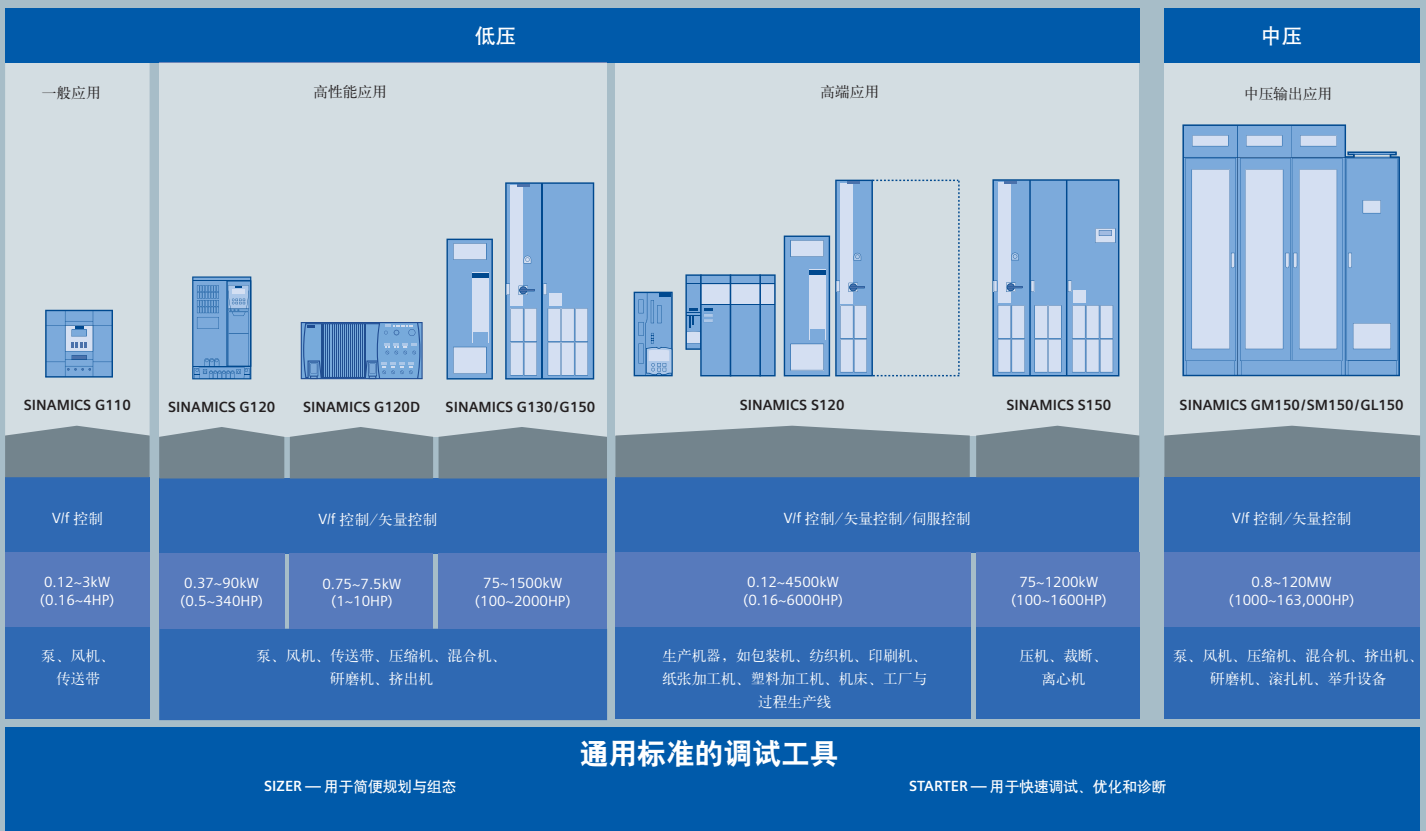 低压
中压
一般应用
高性能应用
高端应用
中压输出应用
SINAMICS G110
SINAMICS G120
SINAMICS G120D
SINAMICS G130/G150
SINAMICS S120
SINAMICS S150
SINAMICS GM150/SM150/GL150
V/f 控制
V/f 控制/矢量控制
V/f 控制/矢量控制/伺服控制
V/f 控制/矢量控制
0.12~3kW
(0.16~4HP)
0.37~90kW
(0.5~340HP)
0.75~7.5kW
(1~10HP)
75~1500kW
(100~2000HP)
0.12~4500kW
(0.16~6000HP)
75~1200kW
(100~1600HP)
0.8~120MW
(1000~163,000HP)
泵、风机、
传送带
泵、风机、传送带、压缩机、混合机、
研磨机、挤出机
生产机器，如包装机、纺织机、印刷机、
纸张加工机、塑料加工机、机床、工厂与
过程生产线
压机、裁断、
离心机
泵、风机、压缩机、混合机、挤出机、
研磨机、滚扎机、举升设备
通用标准的调试工具
SIZER — 用于简便规划与组态
STARTER — 用于快速调试、优化和诊断